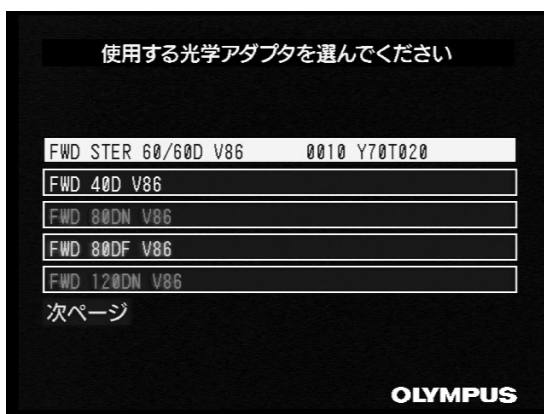 使用する光学アダプタを選んでください
FWD STER 60/60D V86 0010 Y70T020
FWD 40D V86
FWD 80DN V86
FWD 80DF V86
FWD 120DN V86
次ページ
OLYMPUS